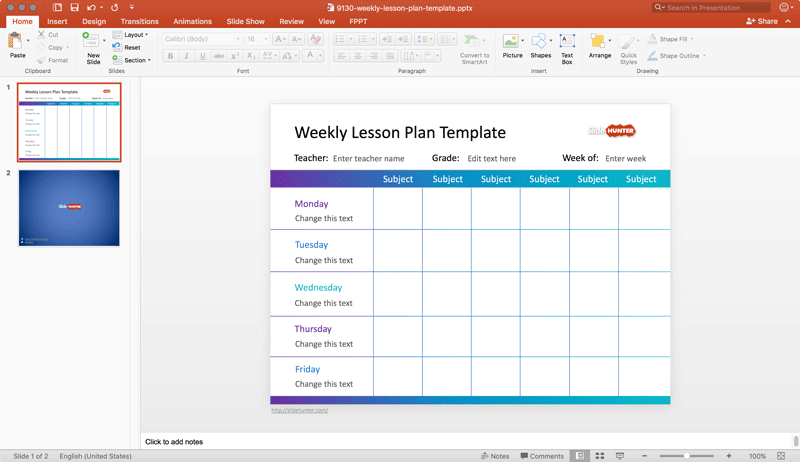 9130-weekly-lesson-plan-template.pptx
Search in Presentation
Home Insert Design Transitions Animations Slide Show Review View FPPT Share
Paste Cut Copy Format Clipboard
New Slide Layout Reset Section Slides
Calibri (Body) 16 Font
Paragraph
Convert to SmartArt
Picture Shapes Text Box Insert
Arrange Quick Styles Shape Fill Shape Outline Drawing
1
Weekly Lesson Plan Template
2
Slide HUNTER
Weekly Lesson Plan Template
Slide HUNTER
Teacher: Enter teacher name Grade: Edit text here Week of: Enter week
Subject Subject Subject Subject Subject Subject
Monday
Change this text
Tuesday
Change this text
Wednesday
Change this text
Thursday
Change this text
Friday
Change this text
http://slidehunter.com/
Click to add notes
Slide 1 of 2 English (United States) Notes Comments 100%